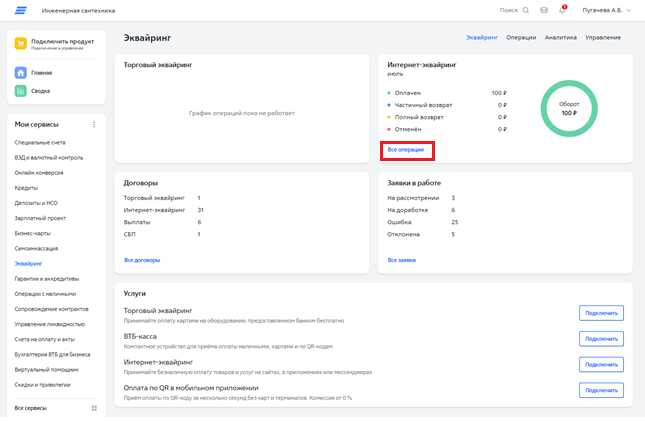 Инженерная сантехника
Поиск
1
Пугачева А.Б.
Подключить продукт
Подключение и управление
Главная
Сводка
Мои сервисы
Специальные счета
ВЭД и валютный контроль
Онлайн конверсия
Кредиты
Депозиты и НСО
Зарплатный проект
Бизнес-карты
Самоинкассация
Эквайринг
Гарантии и аккредитивы
Операции с наличными
Сопровождение контрактов
Управление ликвидностью
Счета на оплату и акты
Бухгалтерия ВТБ для бизнеса
Виртуальный помощник
Скидки и привилегии
Все сервисы
Эквайринг
Эквайринг Операции Аналитика Управление
Торговый эквайринг
График операций пока не работает
Интернет-эквайринг
июль
Оплачен 100 ₽
Частичный возврат 0 ₽
Полный возврат 0 ₽
Отменён 0 ₽
Оборот
100 ₽
Все операции
Договоры
Торговый эквайринг 1
Интернет-эквайринг 31
Выплаты 6
СБП 1
Все договоры
Заявки в работе
На рассмотрении 3
На доработке 6
Ошибка 25
Отклонена 5
Все заявки
Услуги
Торговый эквайринг
Принимайте оплату картами на оборудовании, предоставленном банком бесплатно
Подключить
ВТБ-касса
Компактное устройство для приёма оплаты наличными, картами и по QR-кодам
Подключить
Интернет-эквайринг
Принимайте безналичную оплату товаров и услуг на сайтах, в приложениях или мессенджерах
Подключить
Оплата по QR в мобильном приложении
Приём оплаты по QR-коду за несколько секунд без карт и терминалов. Комиссия от 0 %
Подключить